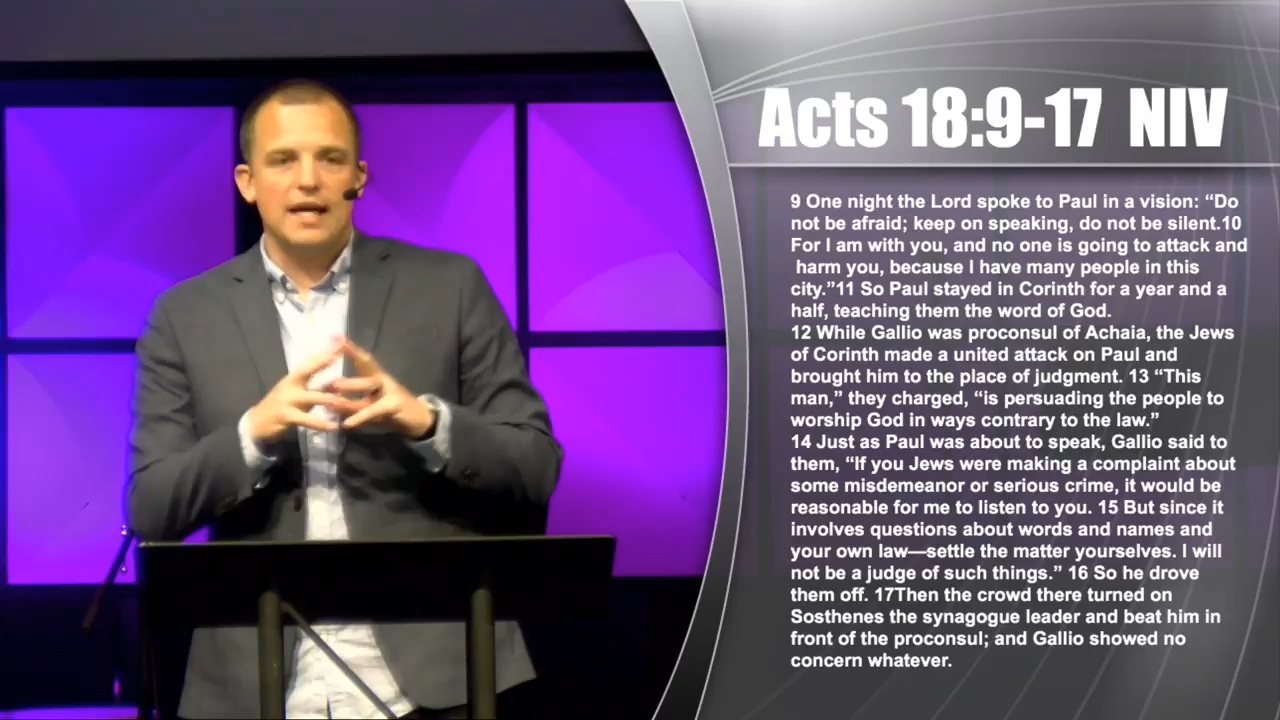 Acts 18:9-17 NIV
9 One night the Lord spoke to Paul in a vision: “Do
not be afraid; keep on speaking, do not be silent.10
For I am with you, and no one is going to attack and
harm you, because I have many people in this
city.”11 So Paul stayed in Corinth for a year and a
half, teaching them the word of God.
12 While Gallio was proconsul of Achaia, the Jews
of Corinth made a united attack on Paul and
brought him to the place of judgment. 13 “This
man,” they charged, “is persuading the people to
worship God in ways contrary to the law.”
14 Just as Paul was about to speak, Gallio said to
them, “If you Jews were making a complaint about
some misdemeanor or serious crime, it would be
reasonable for me to listen to you. 15 But since it
involves questions about words and names and
your own law—settle the matter yourselves. I will
not be a judge of such things.” 16 So he drove
them off. 17Then the crowd there turned on
Sosthenes the synagogue leader and beat him in
front of the proconsul; and Gallio showed no
concern whatever.